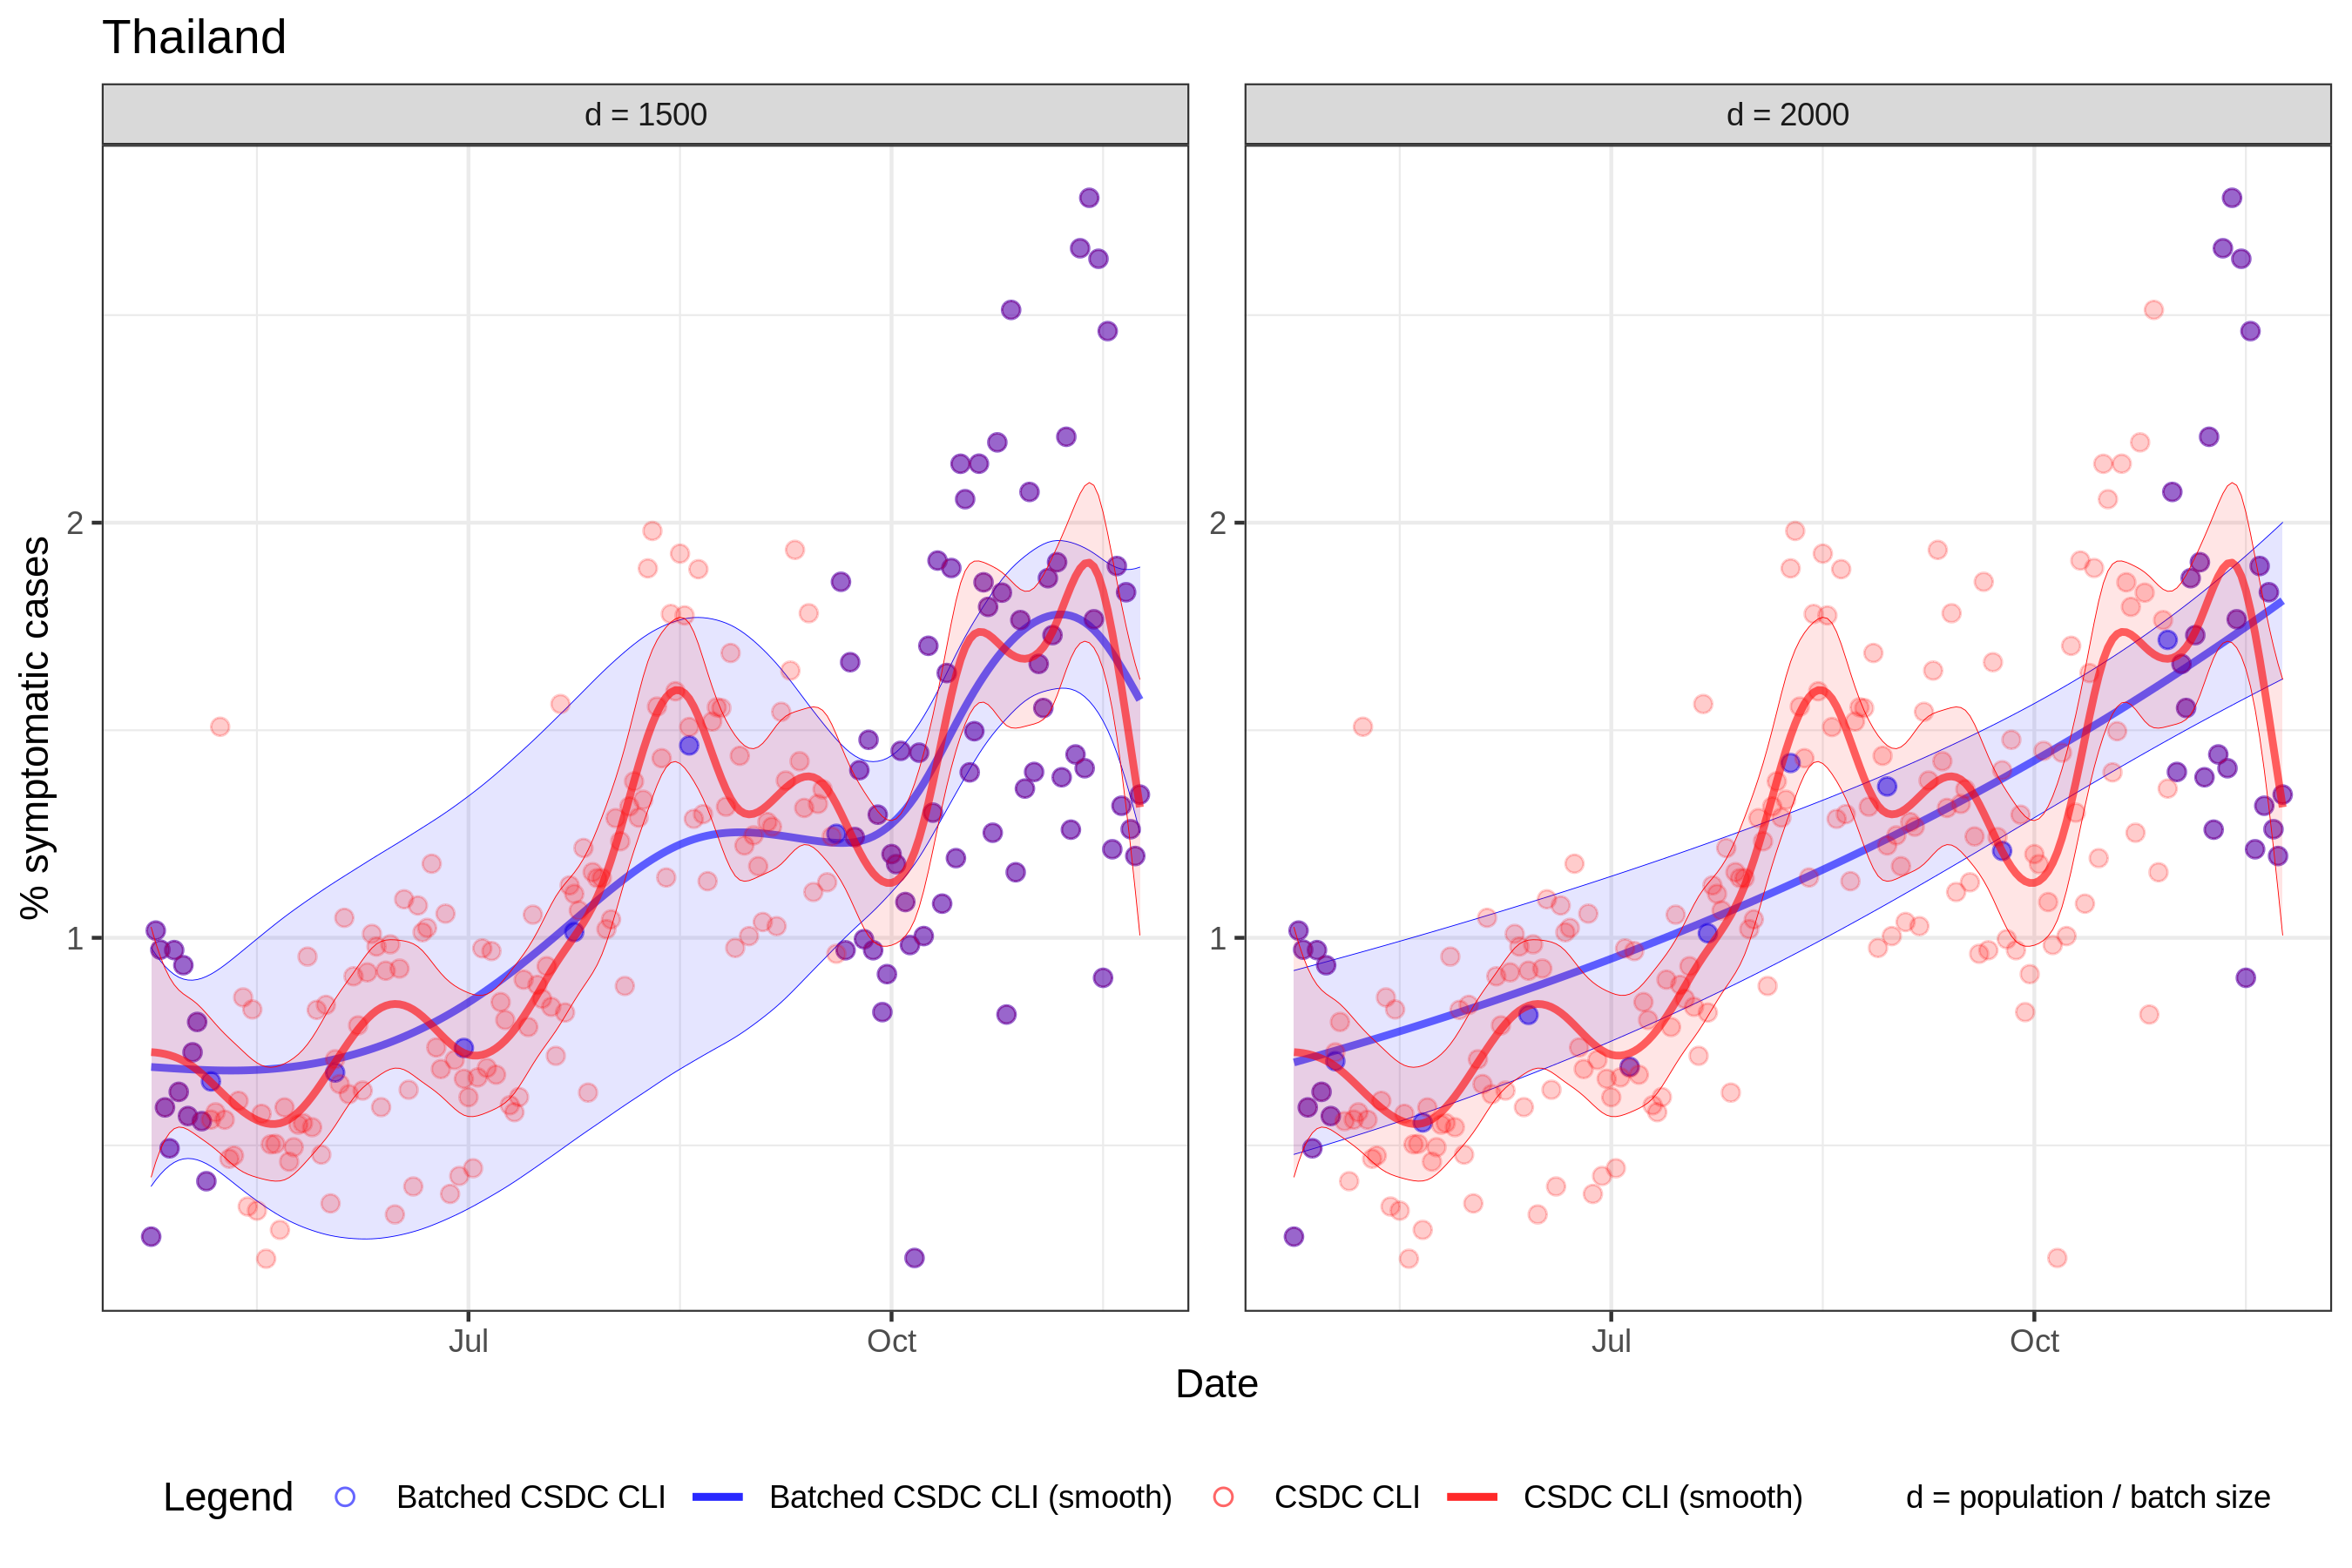 Thailand
d = 1500
d = 2000
% symptomatic cases
2
1
2
1
Jul
Oct
Jul
Oct
Date
Legend
Batched CSDC CLI
Batched CSDC CLI (smooth)
CSDC CLI
CSDC CLI (smooth)
d = population / batch size